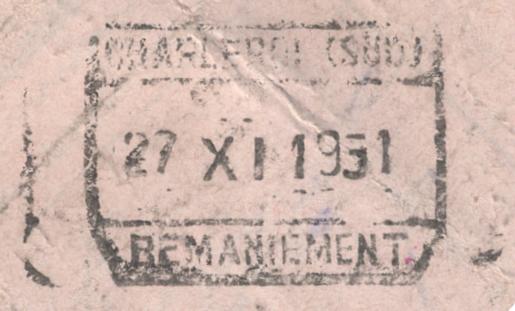 CHARLEROI (SUD)
27 XI 1951
REMANIEMENT